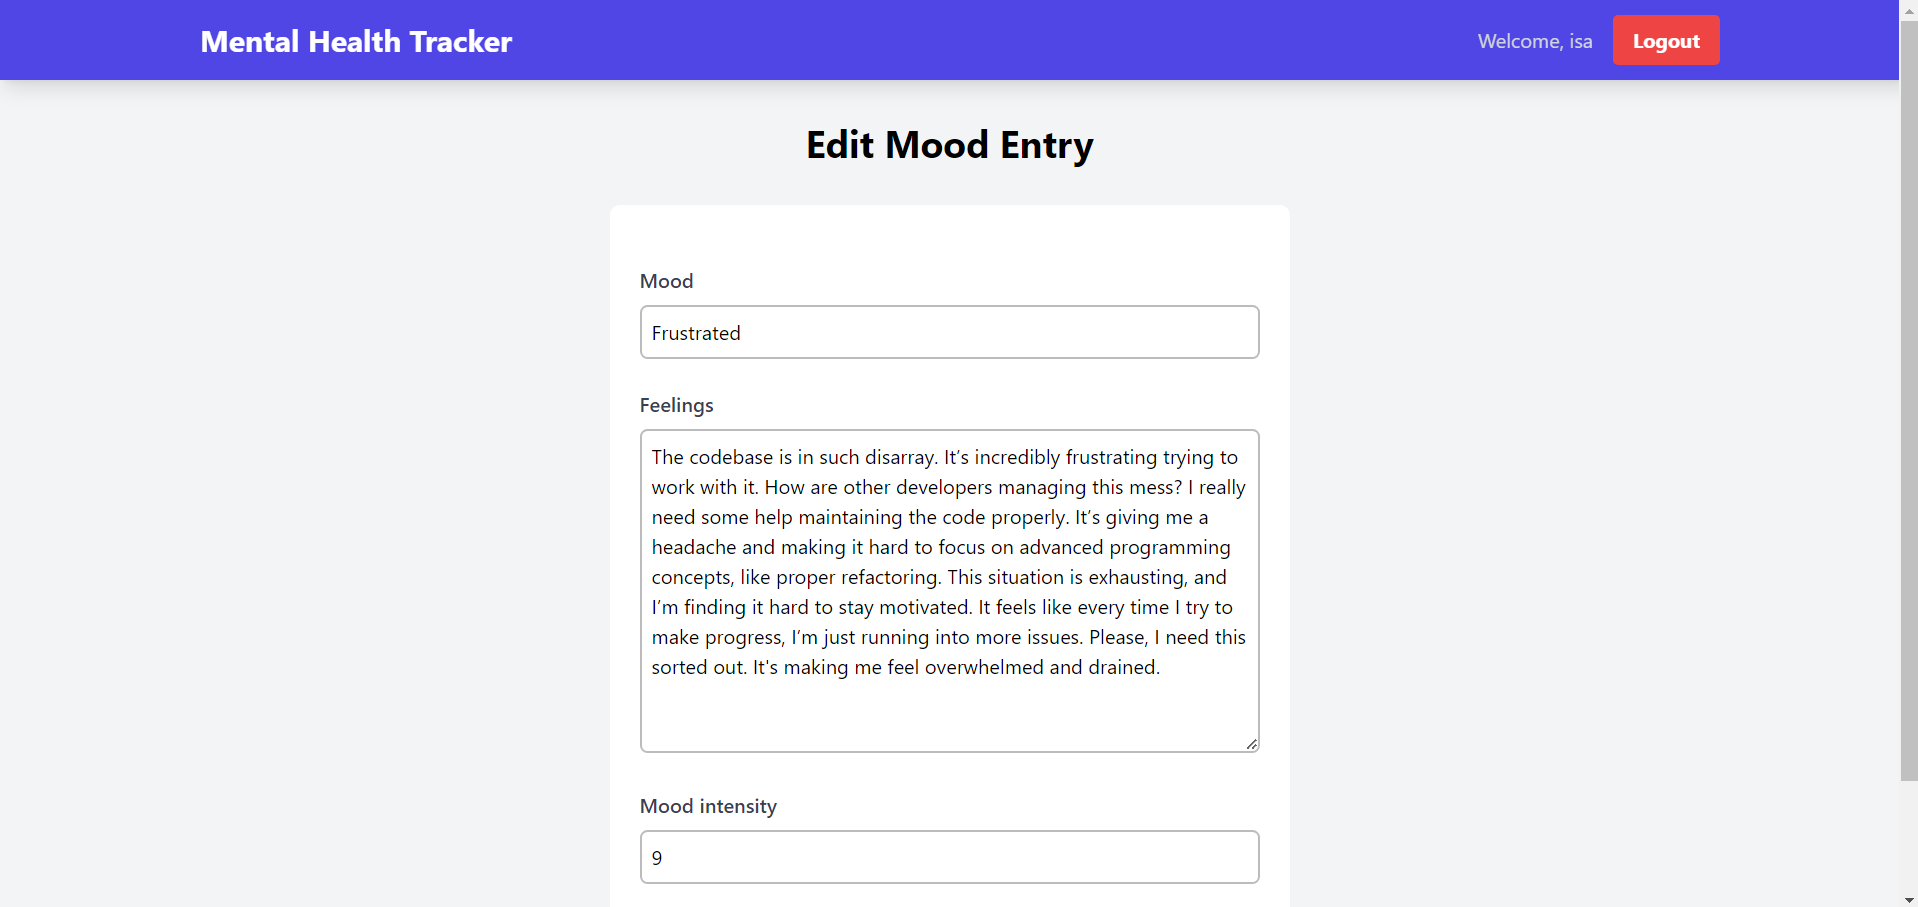 Mental Health Tracker
Welcome, isa
Logout
Edit Mood Entry
Mood
Frustrated
Feelings
The codebase is in such disarray. It’s incredibly frustrating trying to
work with it. How are other developers managing this mess? I really
need some help maintaining the code properly. It’s giving me a
headache and making it hard to focus on advanced programming
concepts, like proper refactoring. This situation is exhausting, and
I’m finding it hard to stay motivated. It feels like every time I try to
make progress, I’m just running into more issues. Please, I need this
sorted out. It's making me feel overwhelmed and drained.
Mood intensity
9